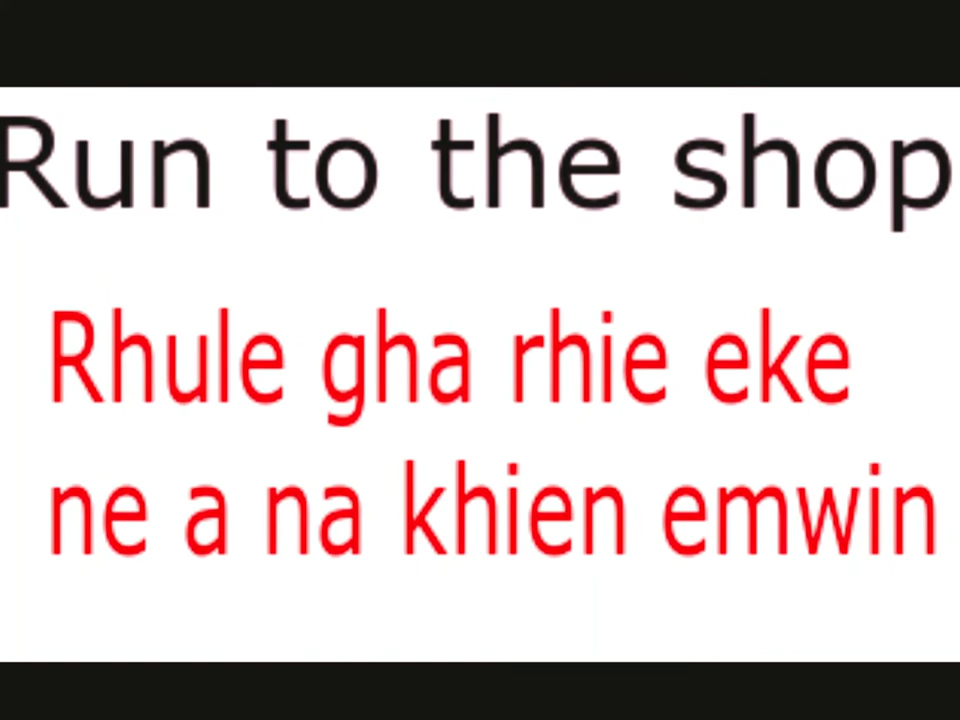 Run to the shop
Rhule gha rhie eke
ne a na khien emwin